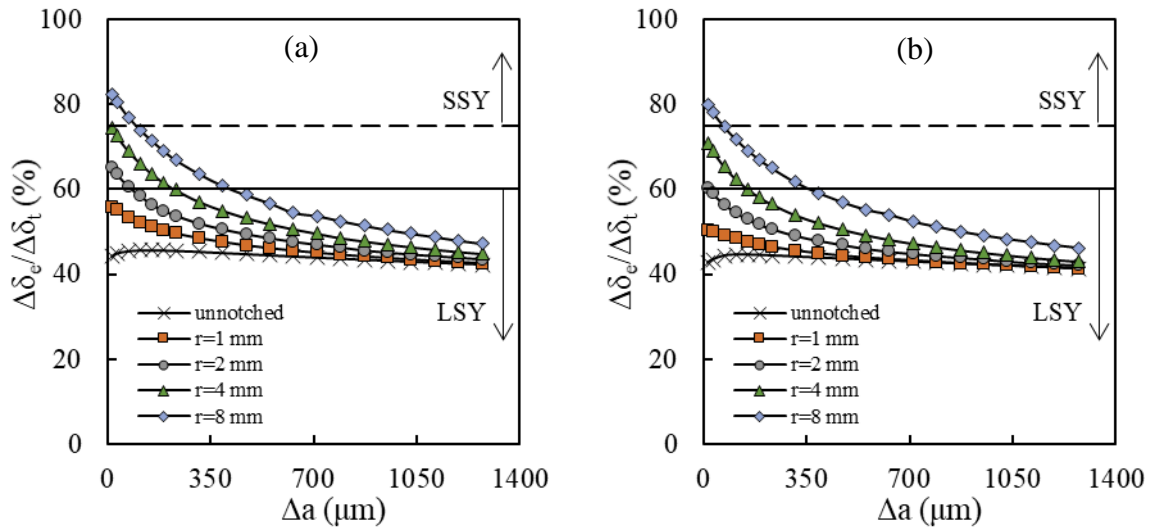 (a)
100
80
60
40
20
0
Δδe/Δδt (%)
SSY
LSY
unnotched
r=1 mm
r=2 mm
r=4 mm
r=8 mm
0 350 700 1050 1400
Δa (μm)
(b)
100
80
60
40
20
0
Δδe/Δδt (%)
SSY
LSY
unnotched
r=1 mm
r=2 mm
r=4 mm
r=8 mm
0 350 700 1050 1400
Δa (μm)